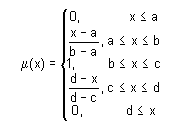 0, x ≤ a
x − a
b − a , a ≤ x ≤ b
μ(x) = 1, b ≤ x ≤ c
d − x
d − c , c ≤ x ≤ d
0, d ≤ x